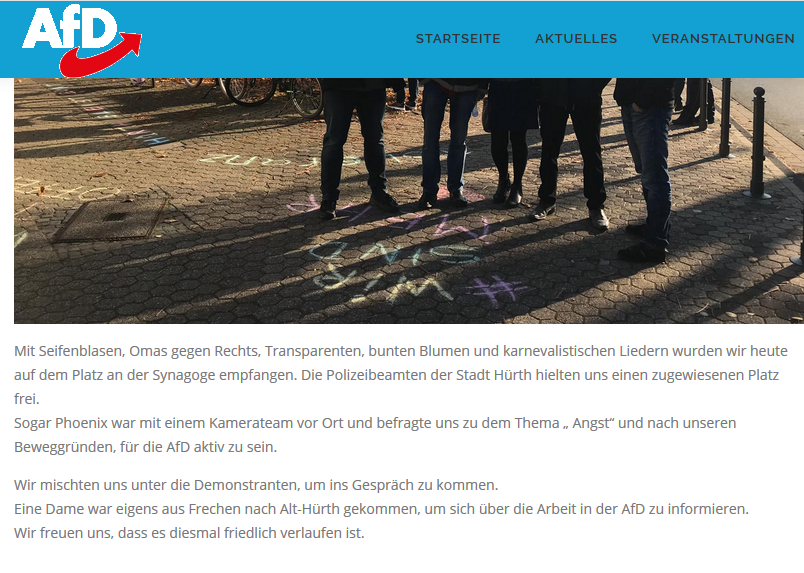 AfD
STARTSEITE AKTUELLES VERANSTALTUNGEN
# WIR
SIND
MEHR
Mit Seifenblasen, Omas gegen Rechts, Transparenten, bunten Blumen und karnevalistischen Liedern wurden wir heute
auf dem Platz an der Synagoge empfangen. Die Polizeibeamten der Stadt Hürth hielten uns einen zugewiesenen Platz
frei.
Sogar Phoenix war mit einem Kamerateam vor Ort und befragte uns zu dem Thema „ Angst“ und nach unseren
Beweggründen, für die AfD aktiv zu sein.
Wir mischten uns unter die Demonstranten, um ins Gespräch zu kommen.
Eine Dame war eigens aus Frechen nach Alt-Hürth gekommen, um sich über die Arbeit in der AfD zu informieren.
Wir freuen uns, dass es diesmal friedlich verlaufen ist.